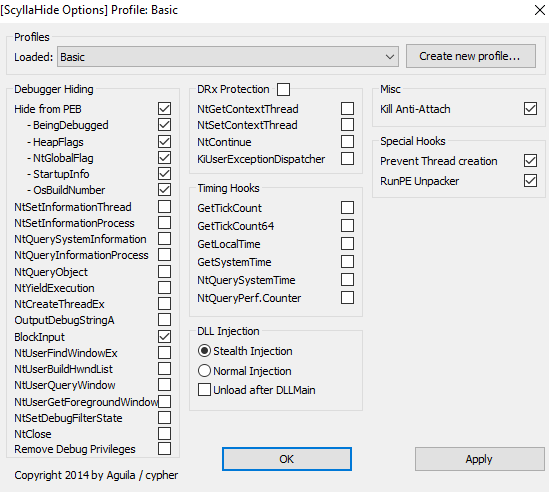 [ScyllaHide Options] Profile: Basic
Profiles
Loaded: Basic
Create new profile...
Debugger Hiding
Hide from PEB
- BeingDebugged
- HeapFlags
- NtGlobalFlag
- StartupInfo
- OsBuildNumber
NtSetInformationThread
NtSetInformationProcess
NtQuerySystemInformation
NtQueryInformationProcess
NtQueryObject
NtYieldExecution
NtCreateThreadEx
OutputDebugStringA
BlockInput
NtUserFindWindowEx
NtUserBuildHwndList
NtUserQueryWindow
NtUserGetForegroundWindow
NtSetDebugFilterState
NtClose
Remove Debug Privileges
DRx Protection
NtGetContextThread
NtSetContextThread
NtContinue
KiUserExceptionDispatcher
Timing Hooks
GetTickCount
GetTickCount64
GetLocalTime
GetSystemTime
NtQuerySystemTime
NtQueryPerf.Counter
DLL Injection
Stealth Injection
Normal Injection
Unload after DLLMain
Misc
Kill Anti-Attach
Special Hooks
Prevent Thread creation
RunPE Unpacker
OK
Apply
Copyright 2014 by Aguila / cypher